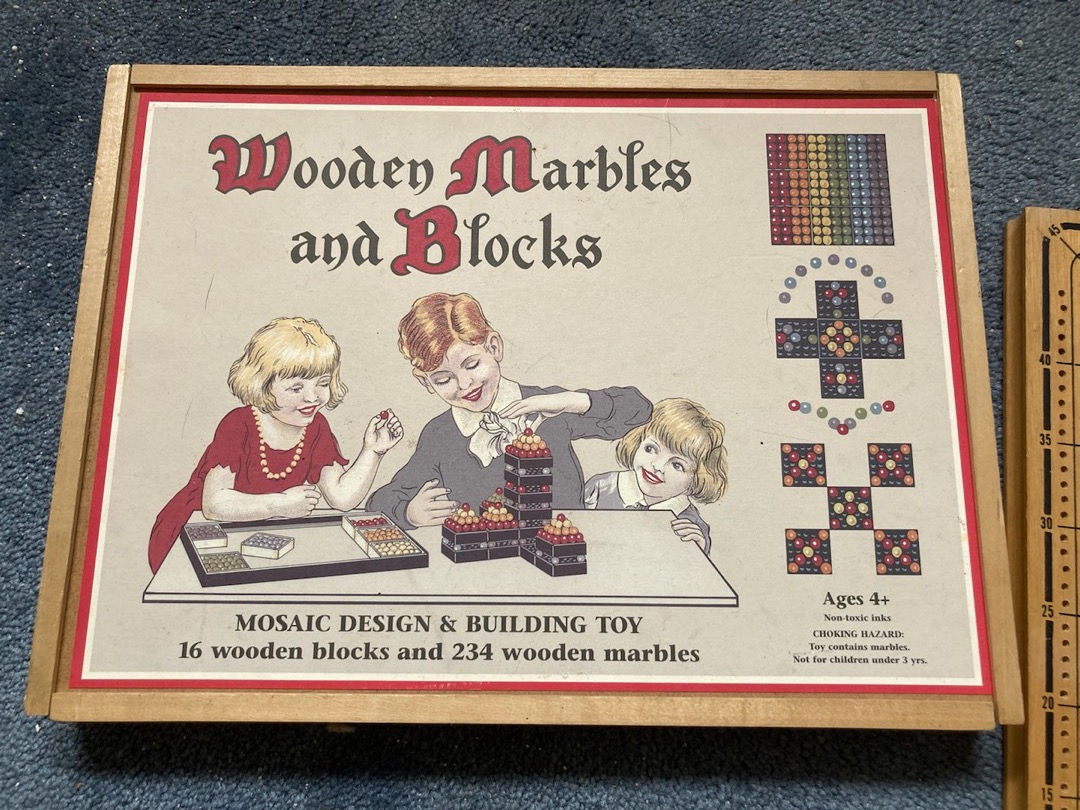 Wooden Marbles
and Blocks
MOSAIC DESIGN & BUILDING TOY
16 wooden blocks and 234 wooden marbles
Ages 4+
Non-toxic inks
CHOKING HAZARD:
Toy contains marbles.
Not for children under 3 yrs.
45
40
35
30
25
20
15